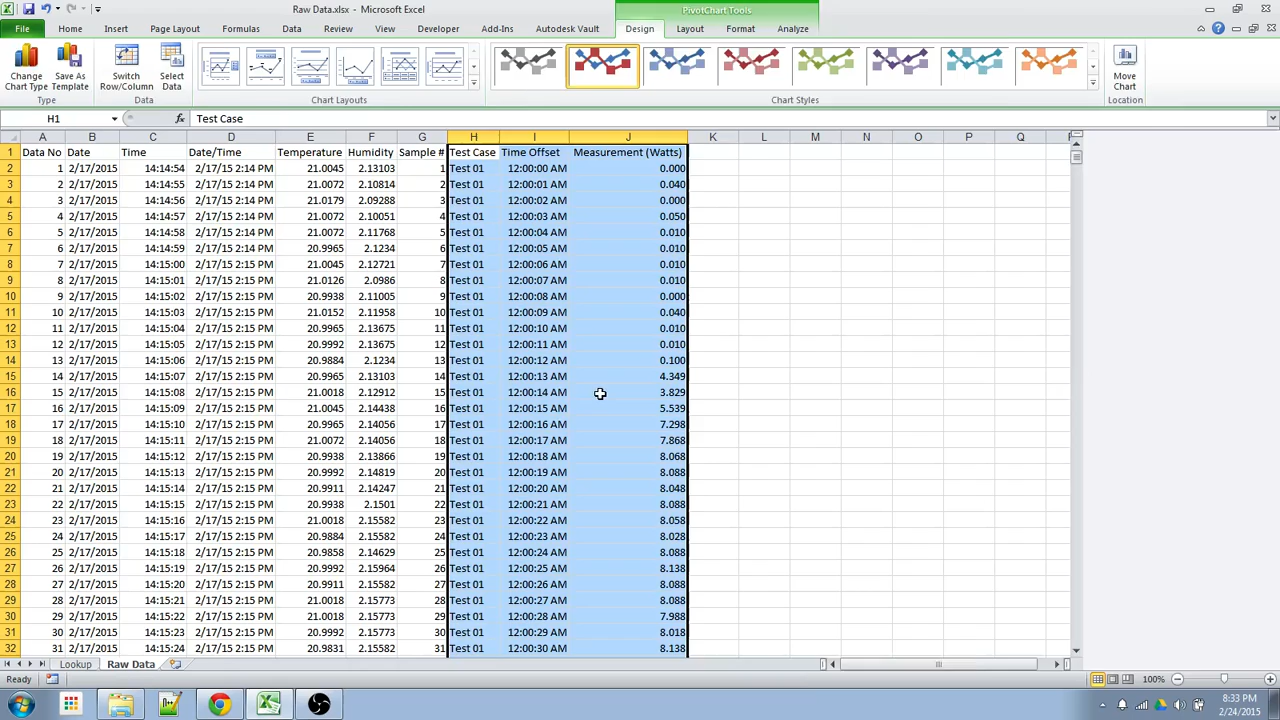 Raw Data.xlsx - Microsoft Excel
PivotChart Tools
File Home Insert Page Layout Formulas Data Review View Developer Add-Ins Autodesk Vault Design Layout Format Analyze
Change Chart Type Save As Template Switch Row/Column Select Data Move Chart
Type Data Chart Layouts Chart Styles Location
H1 fx Test Case
A B C D E F G H I J K L M N O P Q
1 Data No Date Time Date/Time Temperature Humidity Sample # Test Case Time Offset Measurement (Watts)
2 1 2/17/2015 14:14:54 2/17/15 2:14 PM 21.0045 2.13103 1 Test 01 12:00:00 AM 0.000
3 2 2/17/2015 14:14:55 2/17/15 2:14 PM 21.0072 2.10814 2 Test 01 12:00:01 AM 0.040
4 3 2/17/2015 14:14:56 2/17/15 2:14 PM 21.0179 2.09288 3 Test 01 12:00:02 AM 0.000
5 4 2/17/2015 14:14:57 2/17/15 2:14 PM 21.0072 2.10051 4 Test 01 12:00:03 AM 0.050
6 5 2/17/2015 14:14:58 2/17/15 2:14 PM 21.0072 2.11768 5 Test 01 12:00:04 AM 0.010
7 6 2/17/2015 14:14:59 2/17/15 2:14 PM 20.9965 2.1234 6 Test 01 12:00:05 AM 0.010
8 7 2/17/2015 14:15:00 2/17/15 2:15 PM 21.0045 2.12721 7 Test 01 12:00:06 AM 0.010
9 8 2/17/2015 14:15:01 2/17/15 2:15 PM 21.0126 2.0986 8 Test 01 12:00:07 AM 0.010
10 9 2/17/2015 14:15:02 2/17/15 2:15 PM 20.9938 2.11005 9 Test 01 12:00:08 AM 0.000
11 10 2/17/2015 14:15:03 2/17/15 2:15 PM 21.0152 2.11958 10 Test 01 12:00:09 AM 0.040
12 11 2/17/2015 14:15:04 2/17/15 2:15 PM 20.9965 2.13675 11 Test 01 12:00:10 AM 0.010
13 12 2/17/2015 14:15:05 2/17/15 2:15 PM 20.9992 2.13675 12 Test 01 12:00:11 AM 0.010
14 13 2/17/2015 14:15:06 2/17/15 2:15 PM 20.9884 2.1234 13 Test 01 12:00:12 AM 0.100
15 14 2/17/2015 14:15:07 2/17/15 2:15 PM 20.9965 2.13103 14 Test 01 12:00:13 AM 4.349
16 15 2/17/2015 14:15:08 2/17/15 2:15 PM 21.0018 2.12912 15 Test 01 12:00:14 AM 3.829
17 16 2/17/2015 14:15:09 2/17/15 2:15 PM 21.0045 2.14438 16 Test 01 12:00:15 AM 5.539
18 17 2/17/2015 14:15:10 2/17/15 2:15 PM 20.9965 2.14056 17 Test 01 12:00:16 AM 7.298
19 18 2/17/2015 14:15:11 2/17/15 2:15 PM 21.0072 2.14056 18 Test 01 12:00:17 AM 7.868
20 19 2/17/2015 14:15:12 2/17/15 2:15 PM 20.9938 2.13866 19 Test 01 12:00:18 AM 8.068
21 20 2/17/2015 14:15:13 2/17/15 2:15 PM 20.9992 2.14819 20 Test 01 12:00:19 AM 8.088
22 21 2/17/2015 14:15:14 2/17/15 2:15 PM 20.9911 2.14247 21 Test 01 12:00:20 AM 8.048
23 22 2/17/2015 14:15:15 2/17/15 2:15 PM 20.9938 2.1501 22 Test 01 12:00:21 AM 8.088
24 23 2/17/2015 14:15:16 2/17/15 2:15 PM 21.0018 2.15582 23 Test 01 12:00:22 AM 8.058
25 24 2/17/2015 14:15:17 2/17/15 2:15 PM 20.9884 2.15582 24 Test 01 12:00:23 AM 8.028
26 25 2/17/2015 14:15:18 2/17/15 2:15 PM 20.9858 2.14629 25 Test 01 12:00:24 AM 8.088
27 26 2/17/2015 14:15:19 2/17/15 2:15 PM 20.9992 2.15964 26 Test 01 12:00:25 AM 8.138
28 27 2/17/2015 14:15:20 2/17/15 2:15 PM 20.9911 2.15582 27 Test 01 12:00:26 AM 8.088
29 28 2/17/2015 14:15:21 2/17/15 2:15 PM 21.0018 2.15773 28 Test 01 12:00:27 AM 8.088
30 29 2/17/2015 14:15:22 2/17/15 2:15 PM 21.0018 2.15773 29 Test 01 12:00:28 AM 7.988
31 30 2/17/2015 14:15:23 2/17/15 2:15 PM 20.9992 2.15773 30 Test 01 12:00:29 AM 8.018
32 31 2/17/2015 14:15:24 2/17/15 2:15 PM 20.9831 2.15582 31 Test 01 12:00:30 AM 8.138
Lookup Raw Data
Ready 100%
8:33 PM
2/24/2015